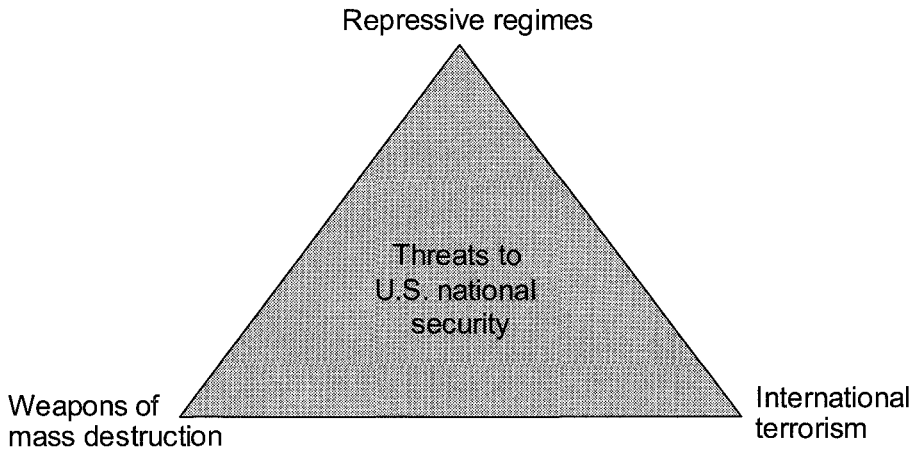 Repressive regimes
Threats to
U.S. national
security
Weapons of
mass destruction
International
terrorism